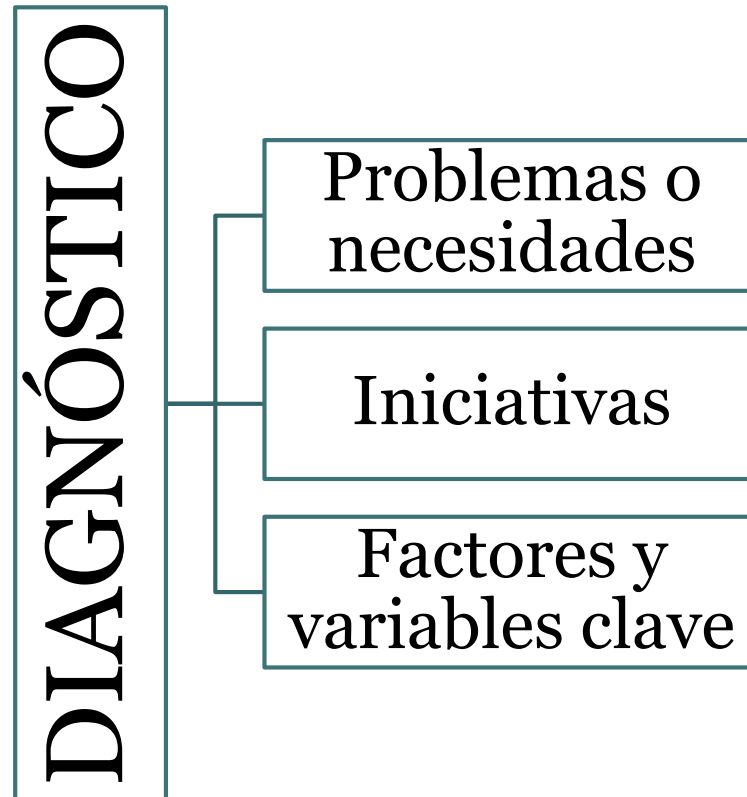 DIAGNÓSTICO
Problemas o
necesidades
Iniciativas
Factores y
variables clave